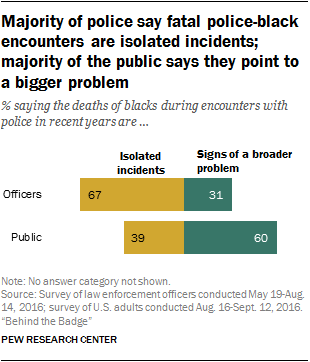 Majority of police say fatal police-black
encounters are isolated incidents;
majority of the public says they point to
a bigger problem
% saying the deaths of blacks during encounters with
police in recent years are ...
Isolated incidents
Signs of a broader problem
Officers 67 31
Public 39 60
Note: No answer category not shown.
Source: Survey of law enforcement officers conducted May 19-Aug.
14, 2016; survey of U.S. adults conducted Aug. 16-Sept. 12, 2016.
"Behind the Badge"
PEW RESEARCH CENTER